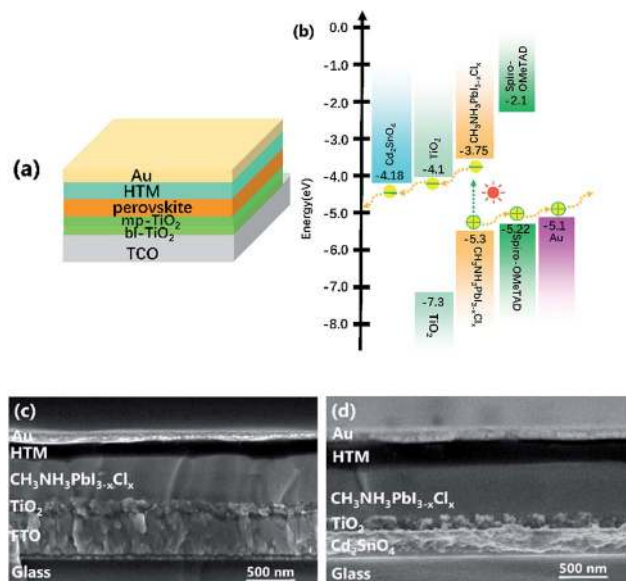 (a)
Au
HTM
perovskite
mp-TiO₂
bl-TiO₂
TCO
(b)
Energy(eV)
0.0
-1.0
-2.0
-3.0
-4.0
-5.0
-6.0
-7.0
-8.0
Cd₂SnO₄
-4.18
TiO₂
-4.1
CH₃NH₃PbI₃₋ₓClₓ
-3.75
Spiro-
OMeTAD
-2.1
-7.3
TiO₂
-5.3
CH₃NH₃PbI₃₋ₓClₓ
-5.22
Spiro-OMeTAD
-5.1
Au
(c)
Au
HTM
CH₃NH₃PbI₃₋ₓClₓ
TiO₂
FTO
Glass
500 nm
(d)
Au
HTM
CH₃NH₃PbI₃₋ₓClₓ
TiO₂
Cd₂SnO₄
Glass
500 nm